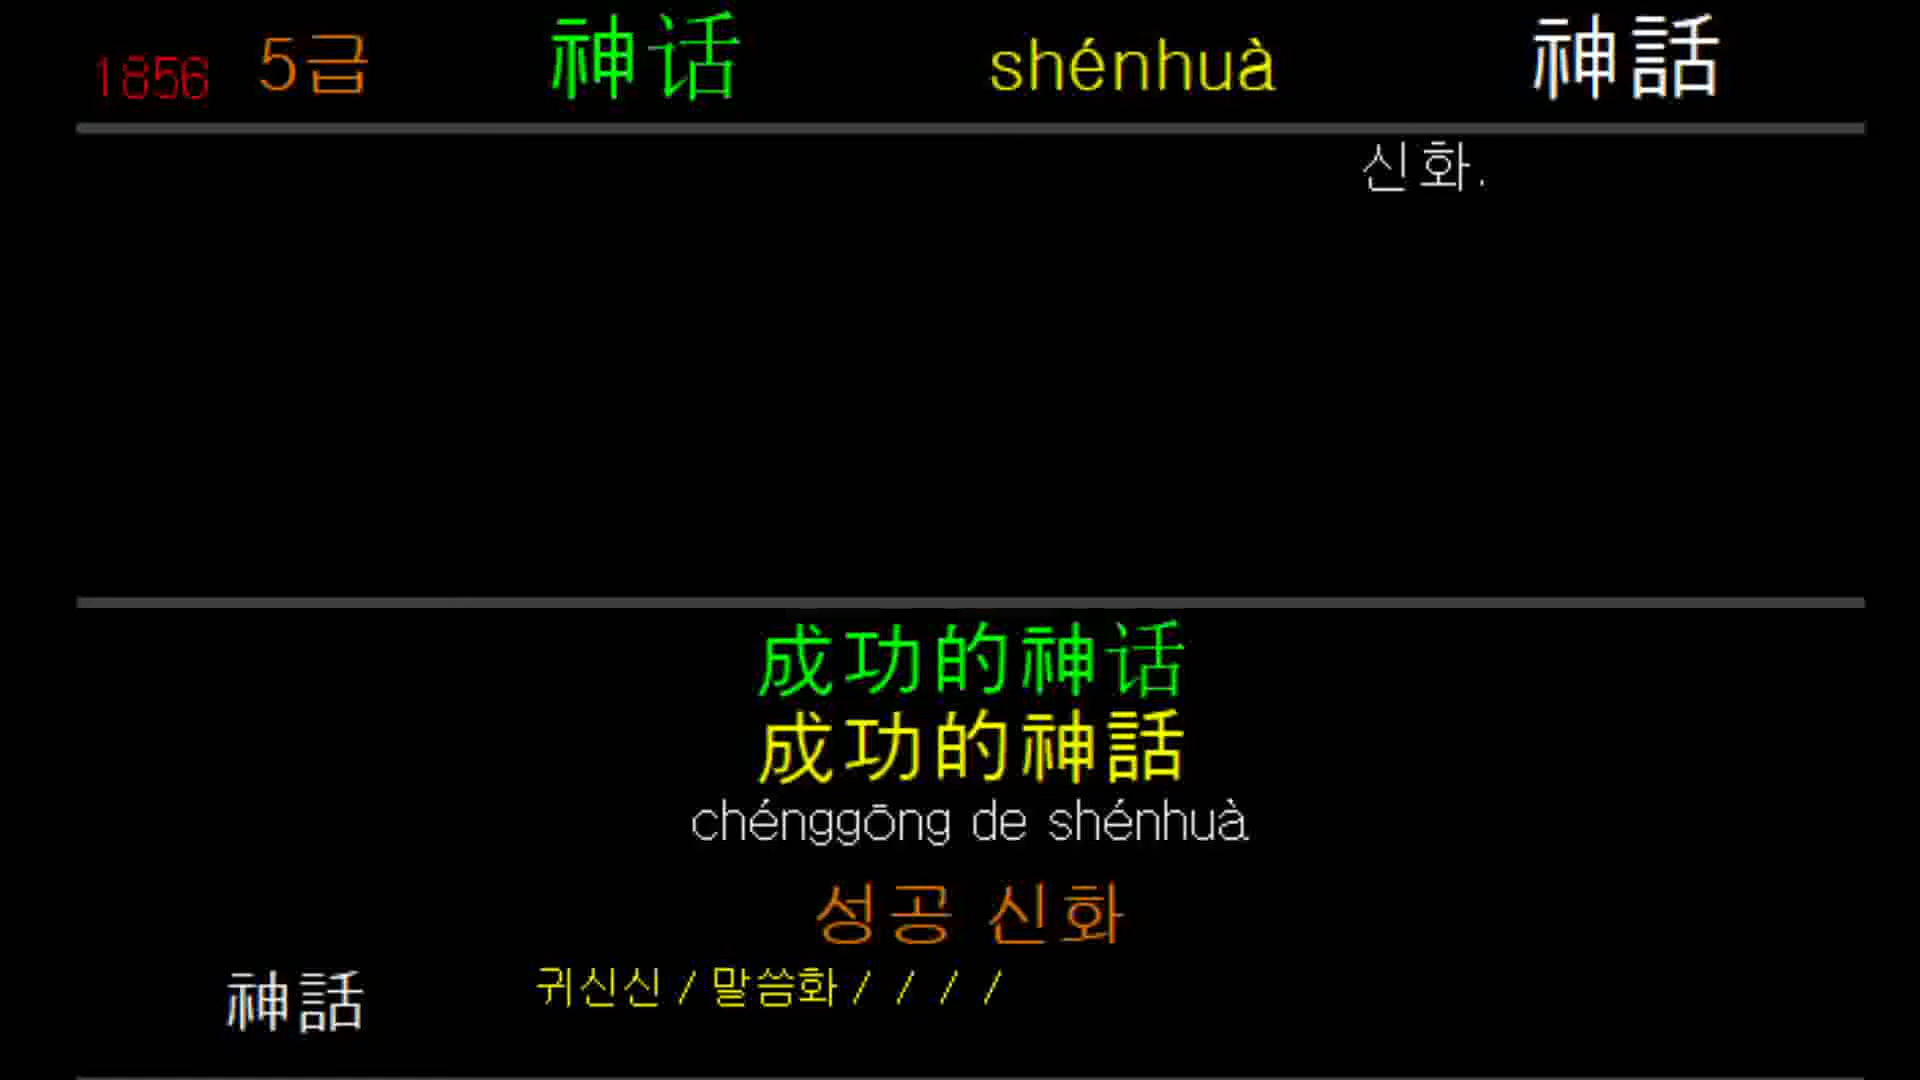 1856 5급 神话 shénhuà 神話
신화.
成功的神话
成功的神話
chénggōng de shénhuà
성공 신화
神話 귀신신 / 말씀화 / / / /